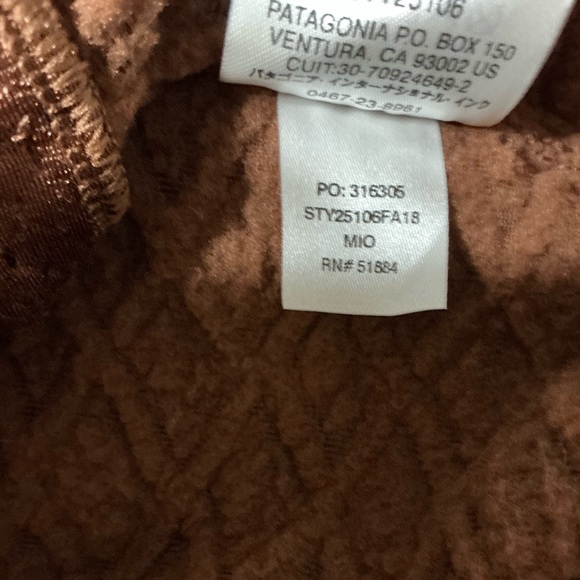 PATAGONIA P.O. BOX 150
VENTURA, CA 93002 US
CUIT:30-70924649-2
パタゴニア・インターナショナル・インク
0467-23-8961
PO: 316305
STY25106FA18
MIO
RN# 51884